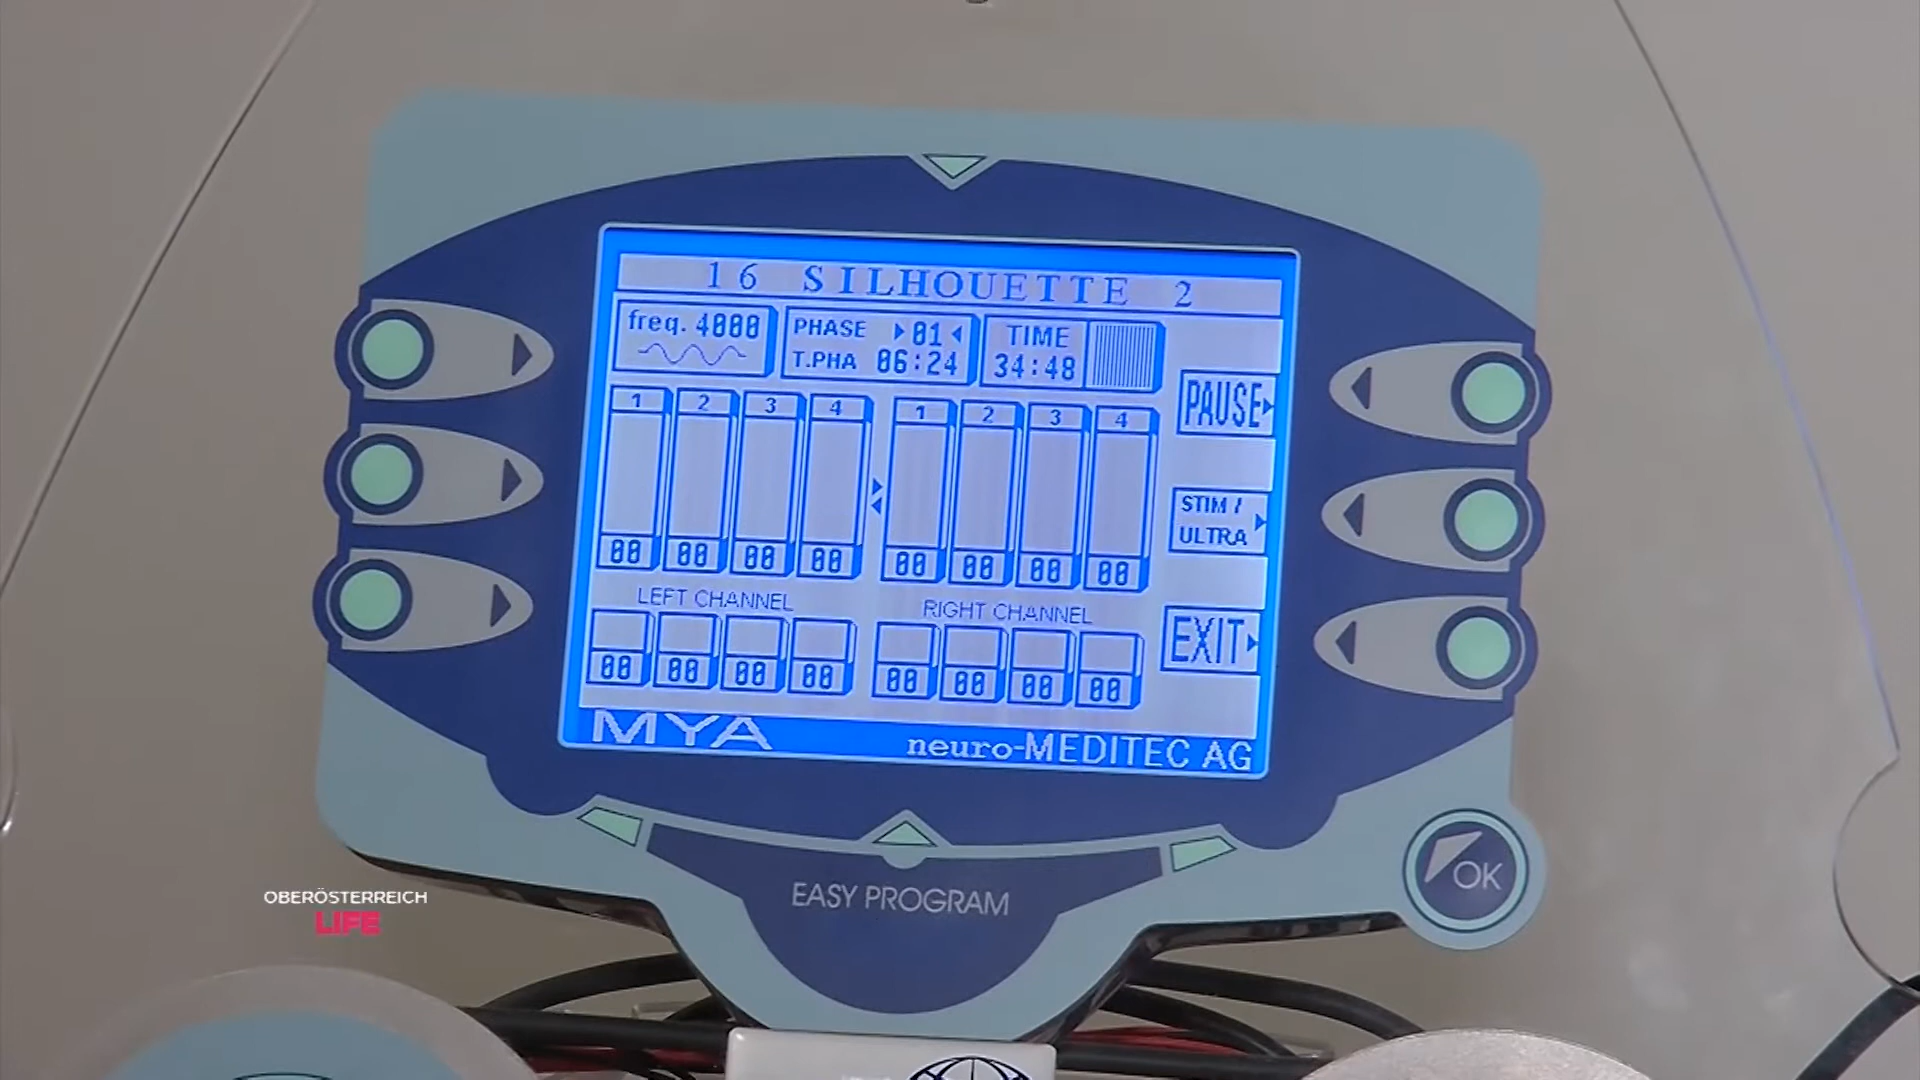 16 SILHOUETTE 2
freq. 4000
PHASE 01
T.PHA 06:24
TIME
34:48
PAUSE
1 2 3 4 1 2 3 4
STIM /
ULTRA
00 00 00 00 00 00 00 00
LEFT CHANNEL RIGHT CHANNEL
EXIT
00 00 00 00 00 00 00 00
MYA neuro-MEDITEC AG
EASY PROGRAM
OK
OBERÖSTERREICH
LIFE